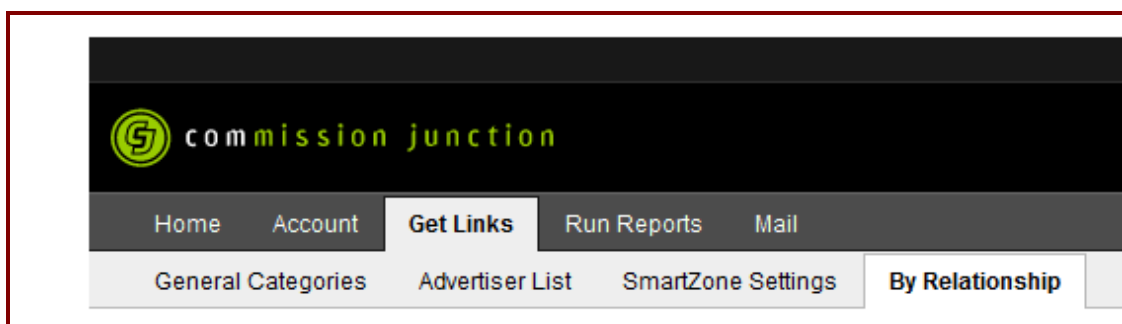 commission junction
Home Account Get Links Run Reports Mail
General Categories Advertiser List SmartZone Settings By Relationship